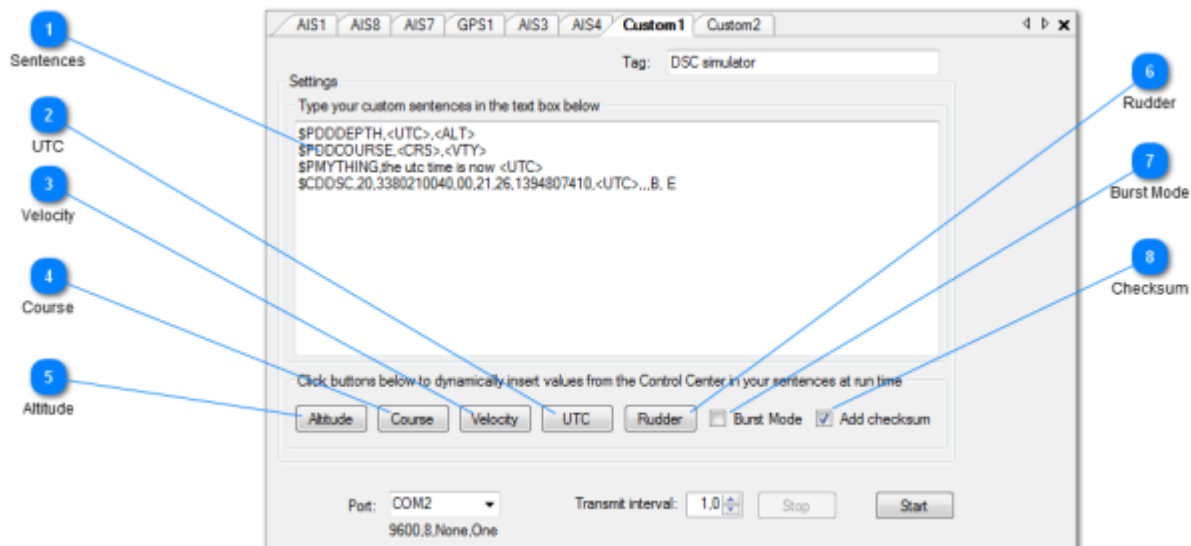 AIS1 AIS8 AIS7 GPS1 AIS3 AIS4 Custom1 Custom2
1
Sentences
Tag: DSC simulator
6
Rudder
Settings
Type your custom sentences in the text box below
2
UTC
$PDDDEPTH,<UTC>,<ALT>
$PDDCOURSE,<CRS>,<VTY>
$PMYTHING,the utc time is now <UTC>
$CDDSC,20,3380210040,00,21,26,1394807410,<UTC>,,,B, E
7
Burst Mode
3
Velocity
8
Checksum
4
Course
5
Altitude
Click buttons below to dynamically insert values from the Control Center in your sentences at run time
Altitude Course Velocity UTC Rudder Burst Mode Add checksum
Port: COM2 Transmit interval: 1,0 Stop Start
9600,8,None,One